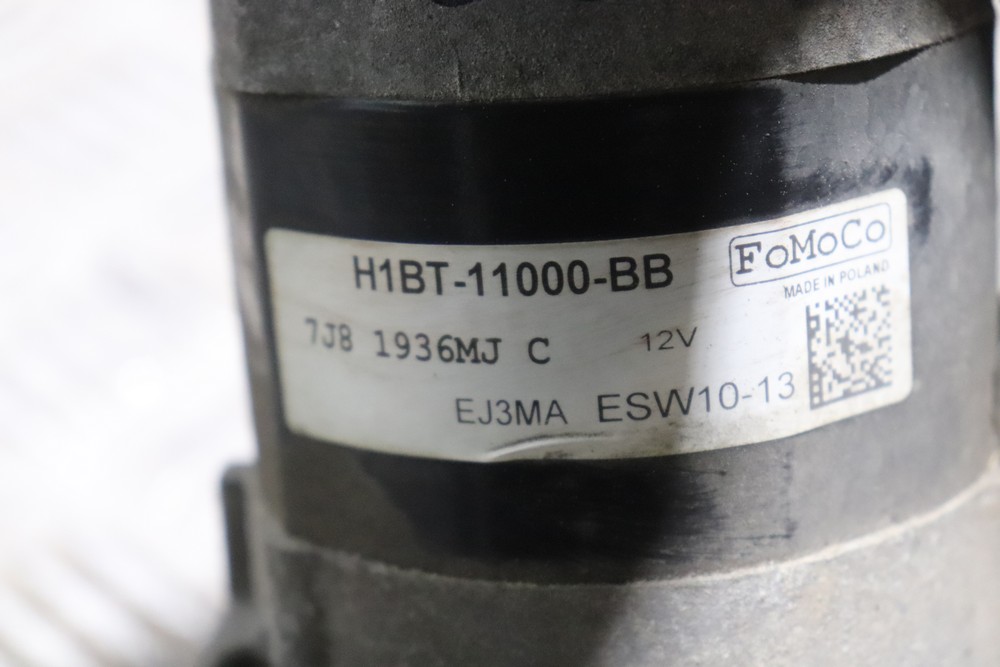 FoMoCo
H1BT-11000-BB
MADE IN POLAND
7J8 1936MJ C 12V
EJ3MA ESW10-13